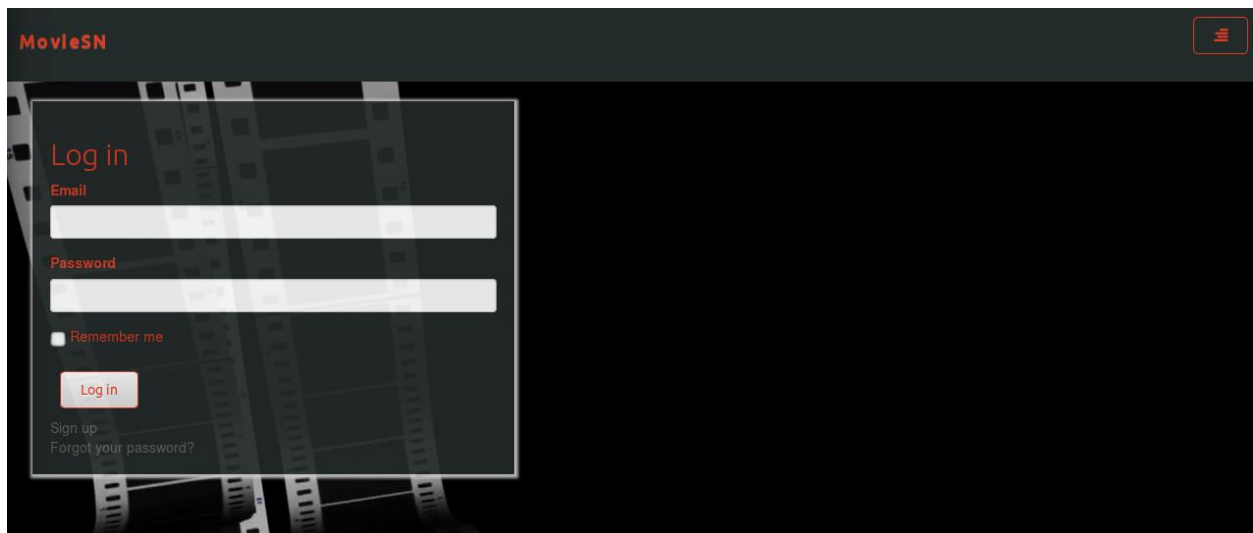 MovieSN
Log in
Email
Password
Remember me
Log in
Sign up
Forgot your password?